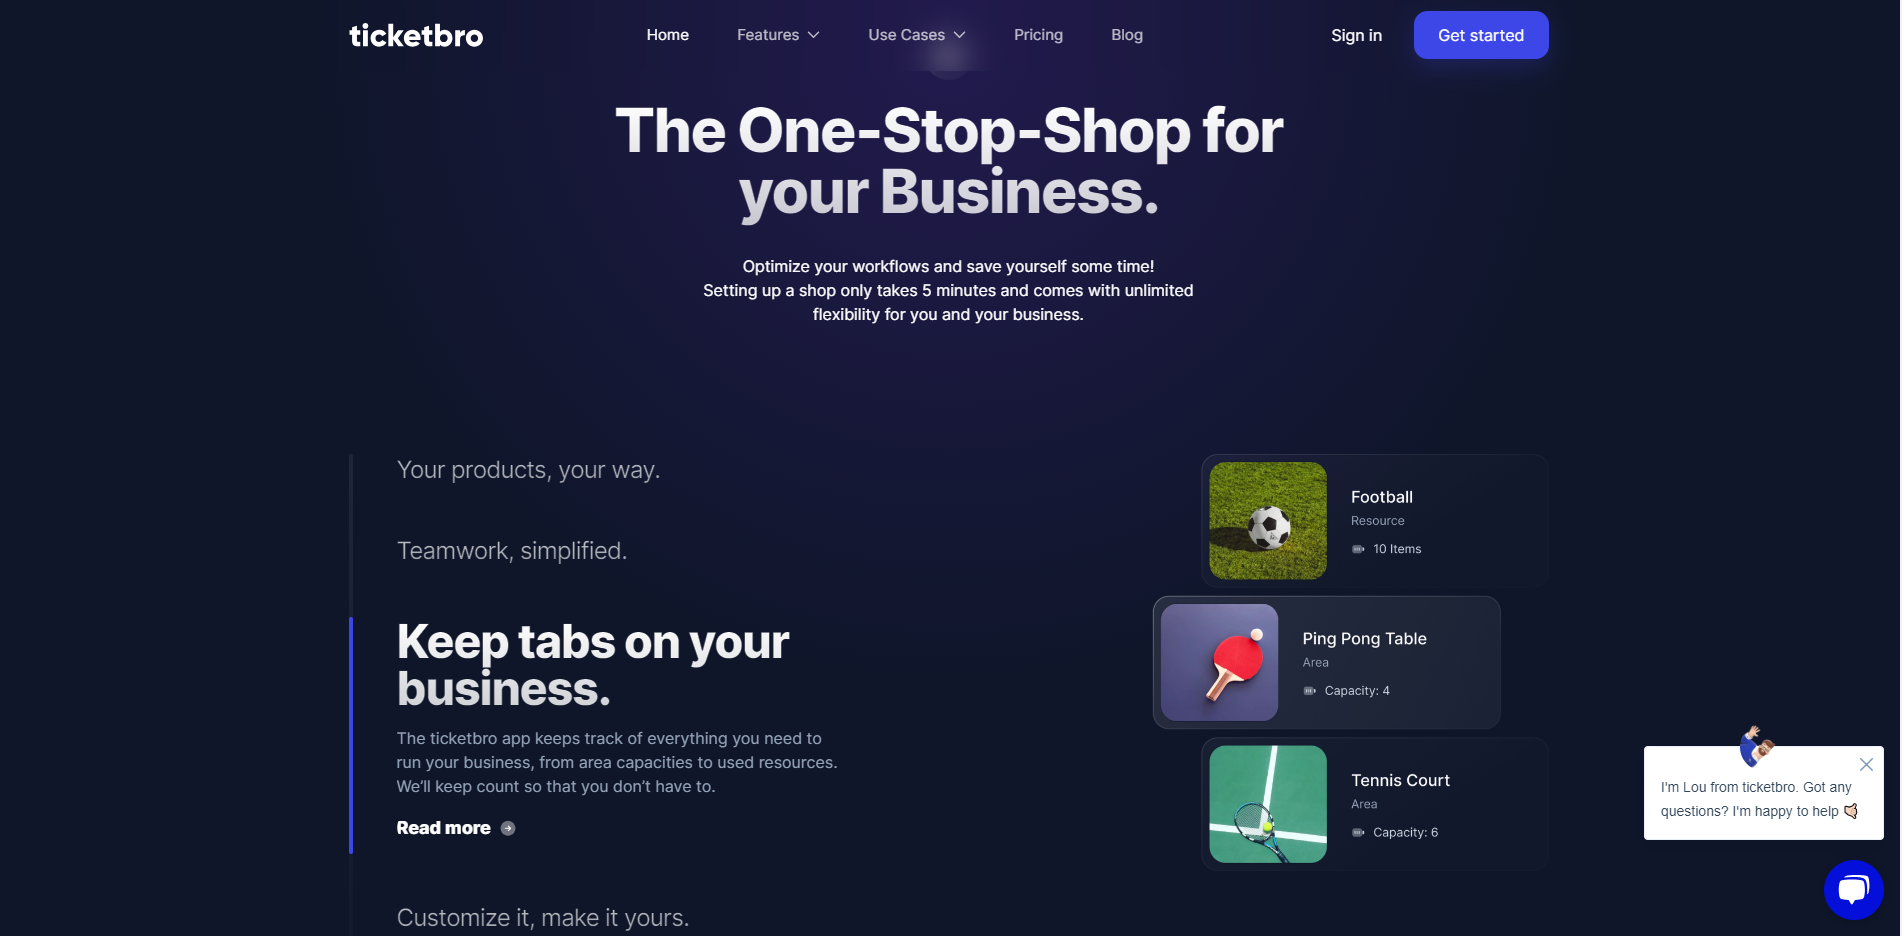 ticketbro
Home
Features
Use Cases
Pricing
Blog
Sign in
Get started
The One-Stop-Shop for
your Business.
Optimize your workflows and save yourself some time!
Setting up a shop only takes 5 minutes and comes with unlimited
flexibility for you and your business.
Your products, your way.
Teamwork, simplified.
Keep tabs on your
business.
The ticketbro app keeps track of everything you need to
run your business, from area capacities to used resources.
We’ll keep count so that you don’t have to.
Read more
Customize it, make it yours.
Football
Resource
10 Items
Ping Pong Table
Area
Capacity: 4
Tennis Court
Area
Capacity: 6
I'm Lou from ticketbro. Got any
questions? I'm happy to help 🤙🏻